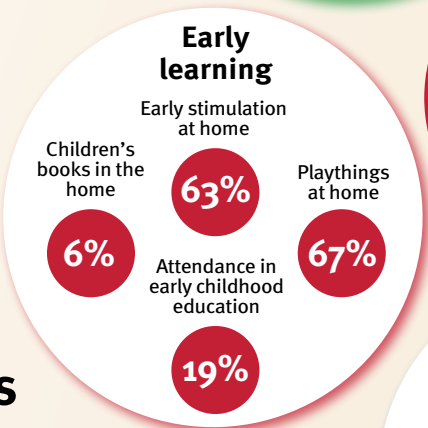 Early
learning
Early stimulation
at home
63%
Children's
books in the
home
6%
Playthings
at home
67%
Attendance in
early childhood
education
19%
s